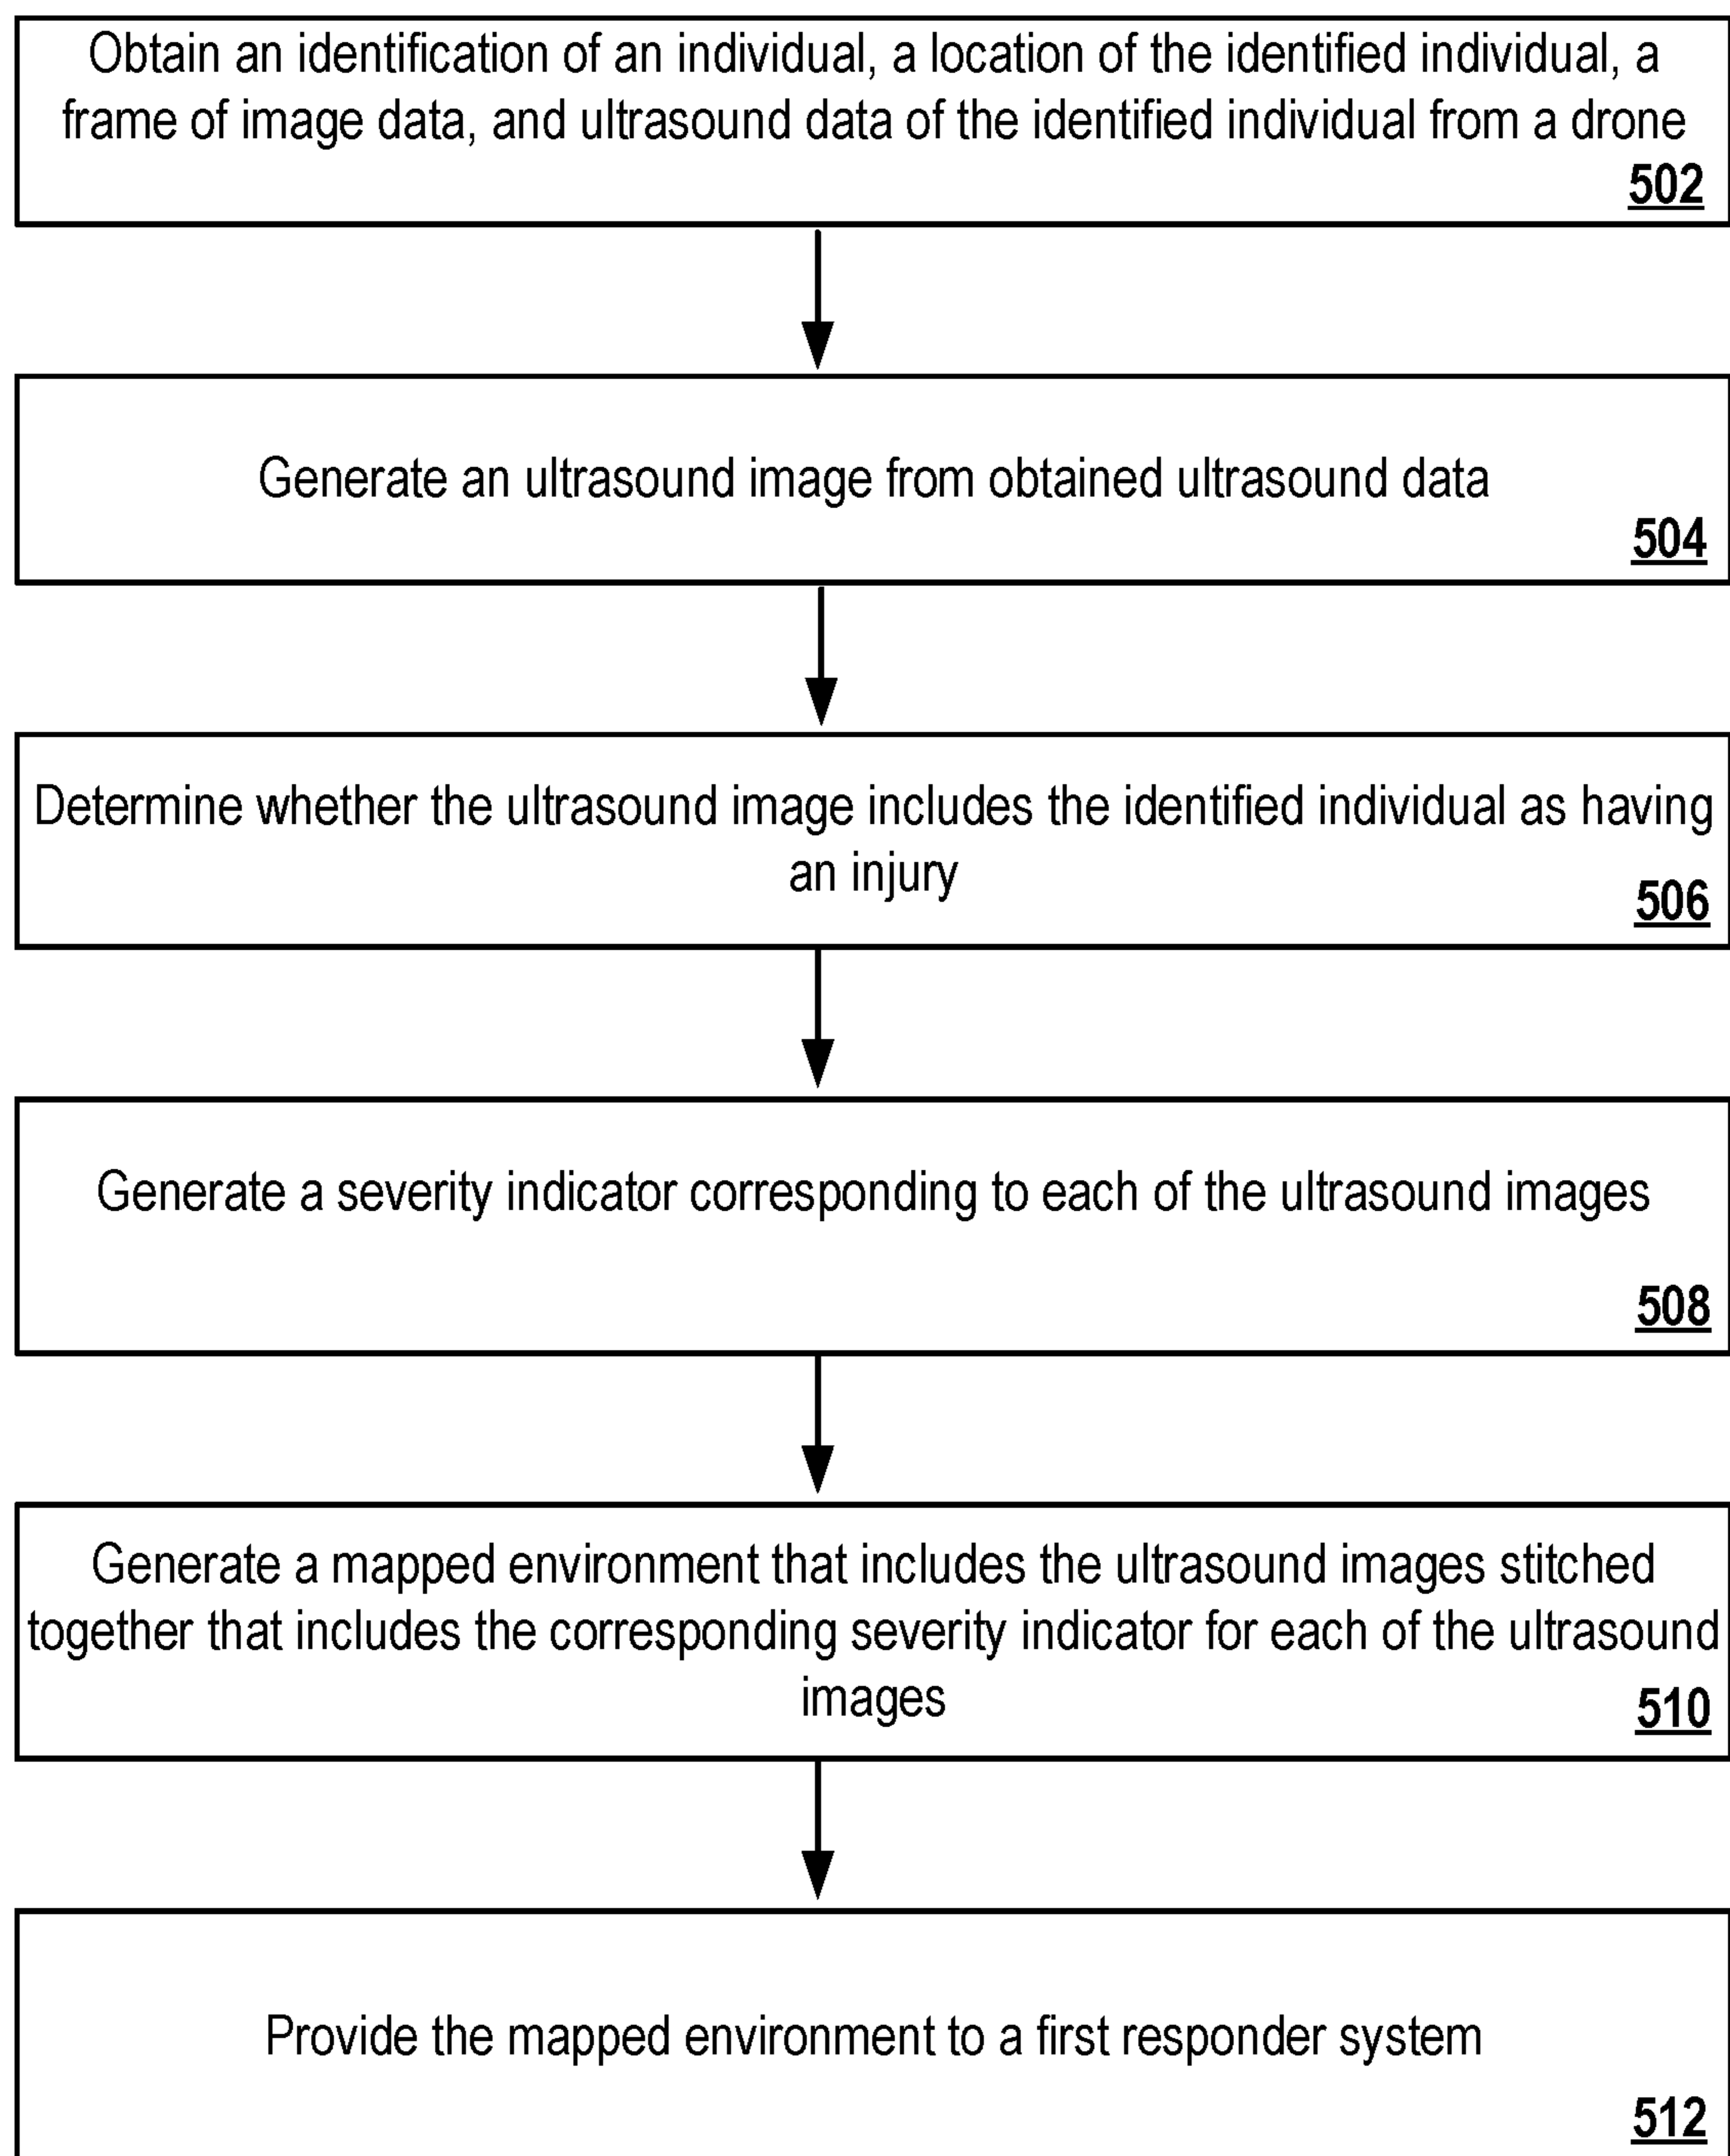 Obtain an identification of an individual, a location of the identified individual, a
frame of image data, and ultrasound data of the identified individual from a drone
502
Generate an ultrasound image from obtained ultrasound data
504
Determine whether the ultrasound image includes the identified individual as having
an injury
506
Generate a severity indicator corresponding to each of the ultrasound images
508
Generate a mapped environment that includes the ultrasound images stitched
together that includes the corresponding severity indicator for each of the ultrasound
images
510
Provide the mapped environment to a first responder system
512